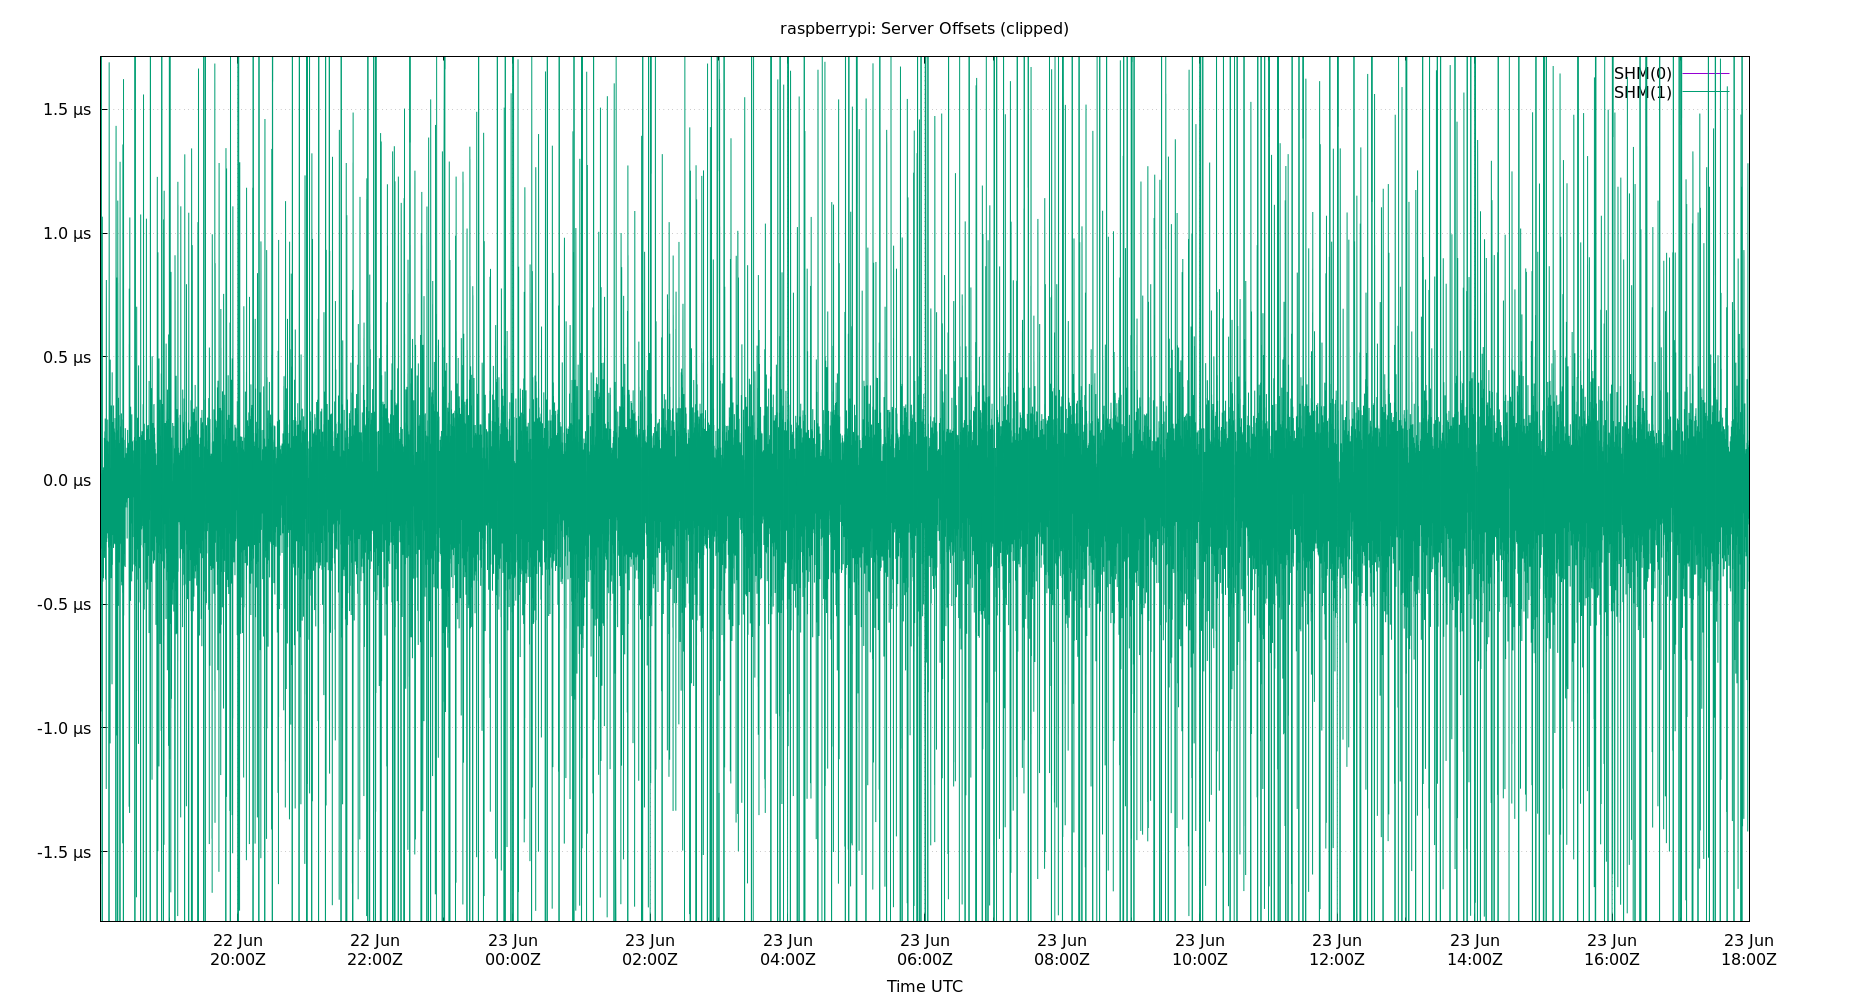 raspberrypi: Server Offsets (clipped)
SHM(0)
SHM(1)
1.5 µs
1.0 µs
0.5 µs
0.0 µs
-0.5 µs
-1.0 µs
-1.5 µs
22 Jun 22 Jun 23 Jun 23 Jun 23 Jun 23 Jun 23 Jun 23 Jun 23 Jun 23 Jun 23 Jun 23 Jun
20:00Z 22:00Z 00:00Z 02:00Z 04:00Z 06:00Z 08:00Z 10:00Z 12:00Z 14:00Z 16:00Z 18:00Z
Time UTC